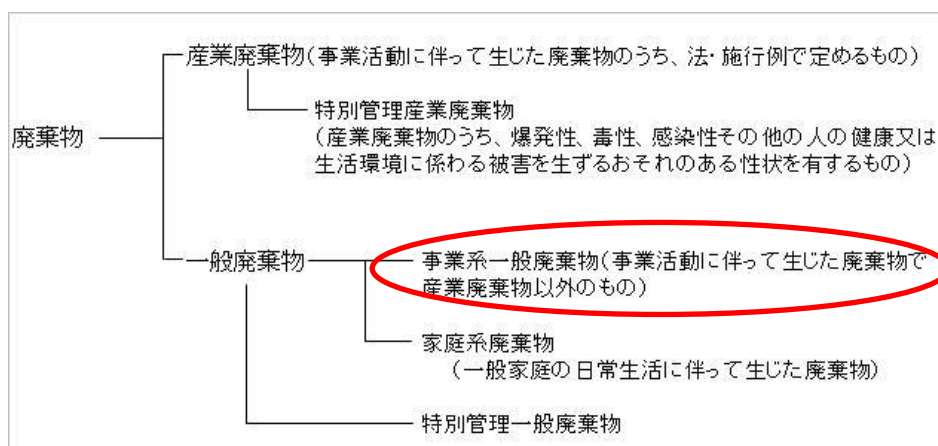 産業廃棄物(事業活動に伴って生じた廃棄物のうち、法・施行例で定めるもの)
特別管理産業廃棄物
(産業廃棄物のうち、爆発性、毒性、感染性その他の人の健康又は
生活環境に係わる被害を生ずるおそれのある性状を有するもの)
廃棄物
一般廃棄物
事業系一般廃棄物(事業活動に伴って生じた廃棄物で
産業廃棄物以外のもの)
家庭系廃棄物
(一般家庭の日常生活に伴って生じた廃棄物)
特別管理一般廃棄物